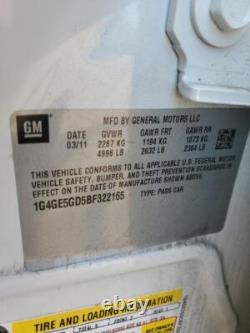 GM
MFD BY GENERAL MOTORS LLC
03/11 GVWR GAWR FRT GAWR RR
2267 KG 1194 KG 1073 KG
4998 LB 2632 LB 2366 LB
THIS VEHICLE CONFORMS TO ALL APPLICABLE U.S. FEDERAL MOTOR
VEHICLE SAFETY, BUMPER, AND THEFT PREVENTION STANDARDS IN
EFFECT ON THE DATE OF MANUFACTURE SHOWN ABOVE.
1G4GE5GD5BF322165 TYPE: PASS CAR
TIRE AND LOADING INFORMATION